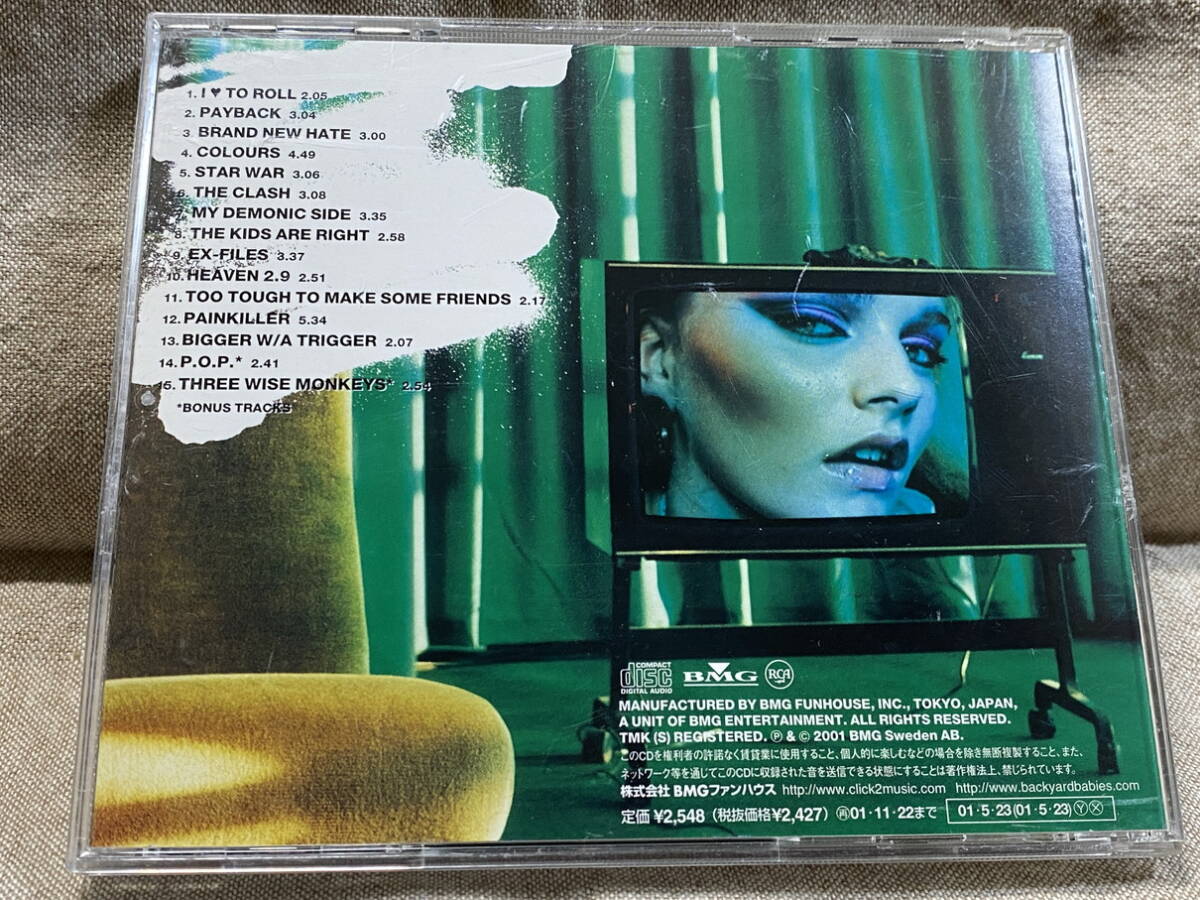 1. I ♥ TO ROLL 2.05
2. PAYBACK 3.04
3. BRAND NEW HATE 3.00
4. COLOURS 4.49
5. STAR WAR 3.06
6. THE CLASH 3.08
7. MY DEMONIC SIDE 3.35
8. THE KIDS ARE RIGHT 2.58
9. EX-FILES 3.37
10. HEAVEN 2.9 2.51
11. TOO TOUGH TO MAKE SOME FRIENDS 2.17
12. PAINKILLER 5.34
13. BIGGER W/A TRIGGER 2.07
14. P.O.P.* 2.41
15. THREE WISE MONKEYS* 2.54
*BONUS TRACKS
COMPACT disc DIGITAL AUDIO BMG RCA
MANUFACTURED BY BMG FUNHOUSE, INC., TOKYO, JAPAN,
A UNIT OF BMG ENTERTAINMENT. ALL RIGHTS RESERVED.
TMK (S) REGISTERED. ℗ & © 2001 BMG Sweden AB.
このCDを権利者の許諾なく賃貸業に使用すること、個人的に楽しむなどの場合を除き無断複製すること、また、
ネットワーク等を通じてこのCDに収録された音を送信できる状態にすることは著作権法上、禁じられています。
株式会社 BMGファンハウス http://www.click2music.com http://www.backyardbabies.com
定価 ¥2,548 (税抜価格¥2,427) ㊢01・11・22まで 01・5・23(01・5・23)ⓎⓍ